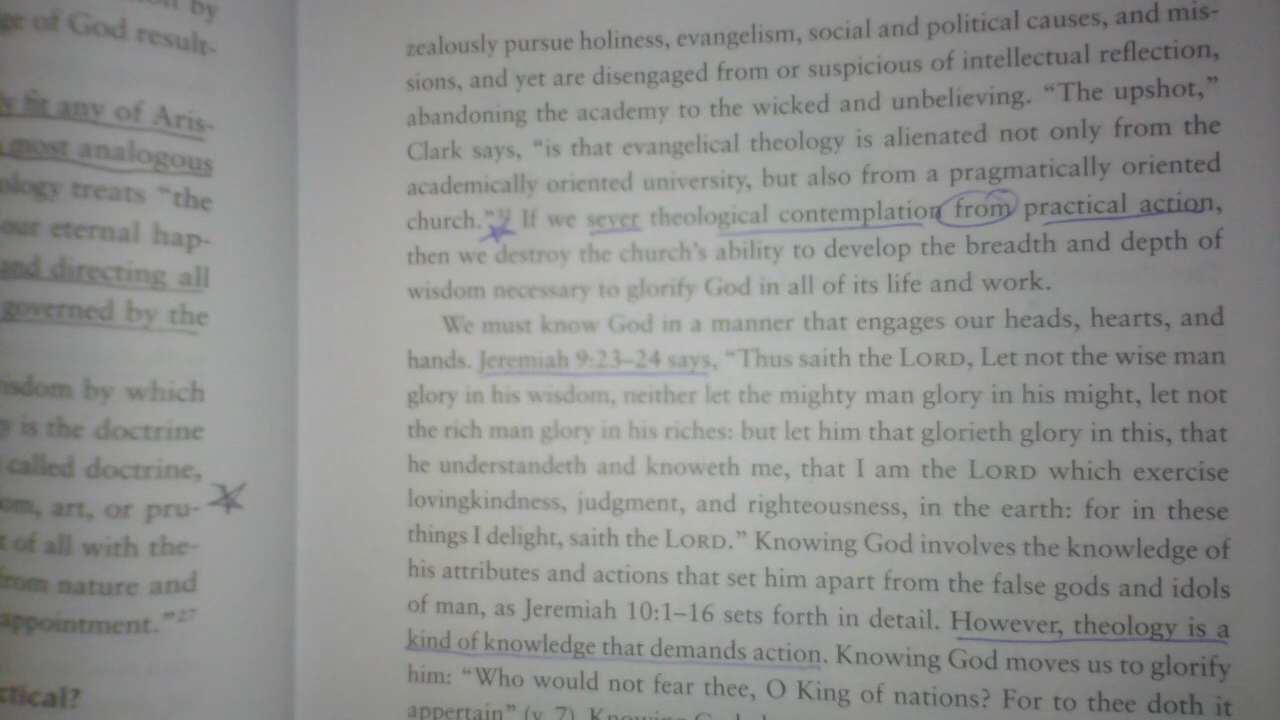 by
ge of God result-
fit any of Aris-
most analogous
ology treats “the
our eternal hap-
and directing all
governed by the
isdom by which
y is the doctrine
called doctrine,
om, art, or pru-
of all with the-
from nature and
appointment.”27
ctical?
zealously pursue holiness, evangelism, social and political causes, and mis-
sions, and yet are disengaged from or suspicious of intellectual reflection,
abandoning the academy to the wicked and unbelieving. “The upshot,”
Clark says, “is that evangelical theology is alienated not only from the
academically oriented university, but also from a pragmatically oriented
church.” If we sever theological contemplation from practical action,
then we destroy the church’s ability to develop the breadth and depth of
wisdom necessary to glorify God in all of its life and work.
We must know God in a manner that engages our heads, hearts, and
hands. Jeremiah 9:23–24 says, “Thus saith the LORD, Let not the wise man
glory in his wisdom, neither let the mighty man glory in his might, let not
the rich man glory in his riches: but let him that glorieth glory in this, that
he understandeth and knoweth me, that I am the LORD which exercise
lovingkindness, judgment, and righteousness, in the earth: for in these
things I delight, saith the LORD.” Knowing God involves the knowledge of
his attributes and actions that set him apart from the false gods and idols
of man, as Jeremiah 10:1–16 sets forth in detail. However, theology is a
kind of knowledge that demands action. Knowing God moves us to glorify
him: “Who would not fear thee, O King of nations? For to thee doth it
appertain” (v. 7). Knowing God